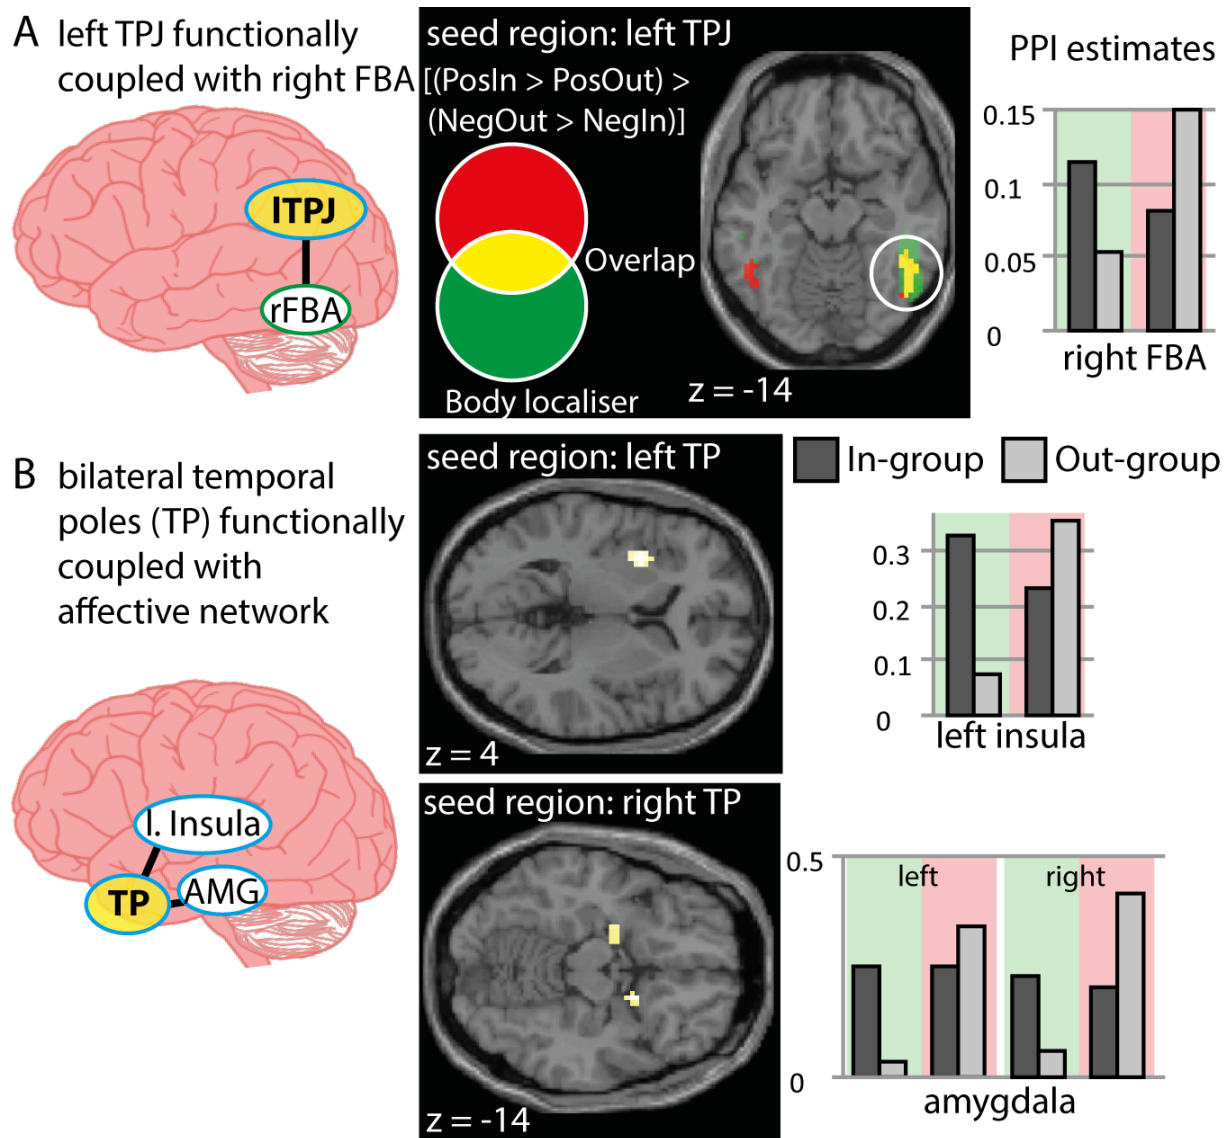 A left TPJ functionally
coupled with right FBA
lTPJ
rFBA
seed region: left TPJ
[(PosIn > PosOut) >
(NegOut > NegIn)]
Overlap
Body localiser
z = -14
PPI estimates
0.15
0.1
0.05
0
right FBA
B bilateral temporal
poles (TP) functionally
coupled with
affective network
l. Insula
TP
AMG
seed region: left TP
z = 4
In-group
Out-group
0.3
0.2
0.1
0
left insula
seed region: right TP
z = -14
0.5
left
right
0
amygdala